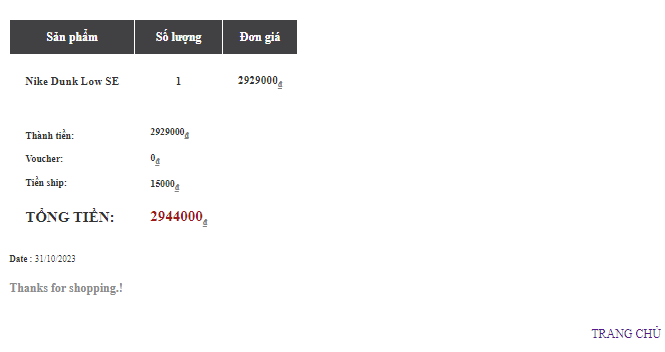 Sản phẩm Số lượng Đơn giá
Nike Dunk Low SE 1 2929000₫
Thành tiền: 2929000₫
Voucher: 0₫
Tiền ship: 15000₫
TỔNG TIỀN: 2944000₫
Date : 31/10/2023
Thanks for shopping.!
TRANG CHỦ